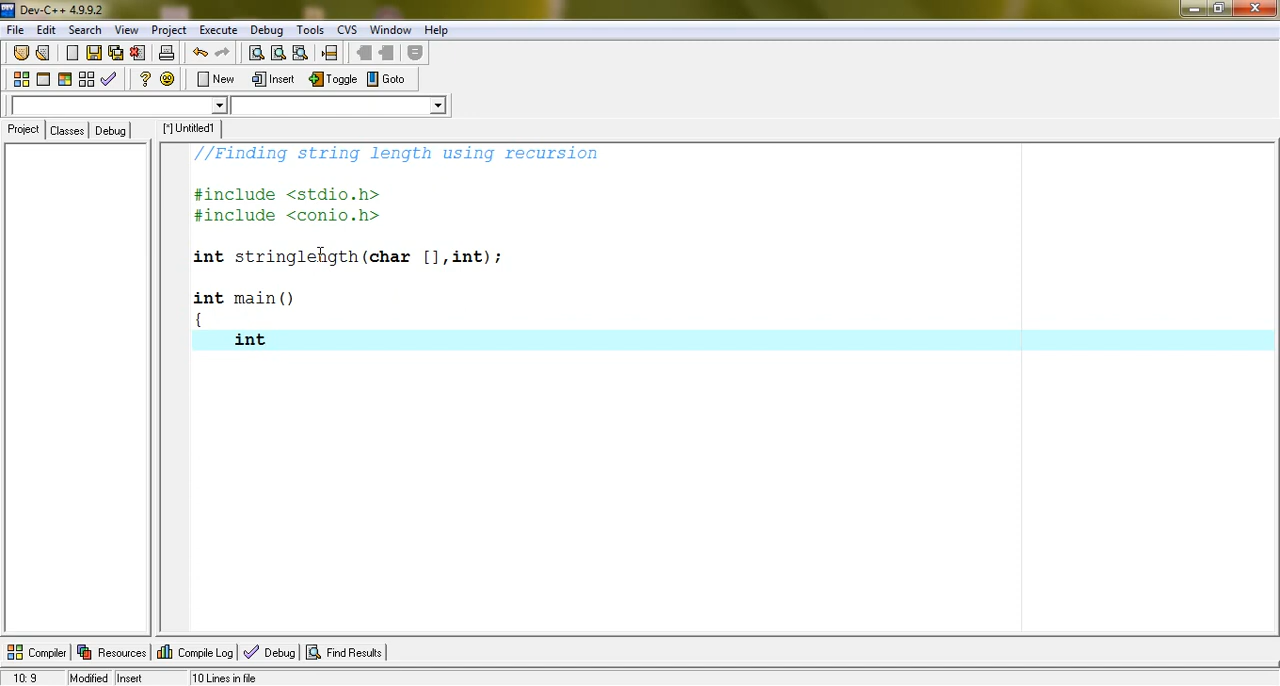 Dev-C++ 4.9.9.2
File Edit Search View Project Execute Debug Tools CVS Window Help
New Insert Toggle Goto
Project Classes Debug [*] Untitled1
//Finding string length using recursion
#include <stdio.h>
#include <conio.h>
int stringlength(char [],int);
int main()
{
int
Compiler Resources Compile Log Debug Find Results
10: 9 Modified Insert 10 Lines in file